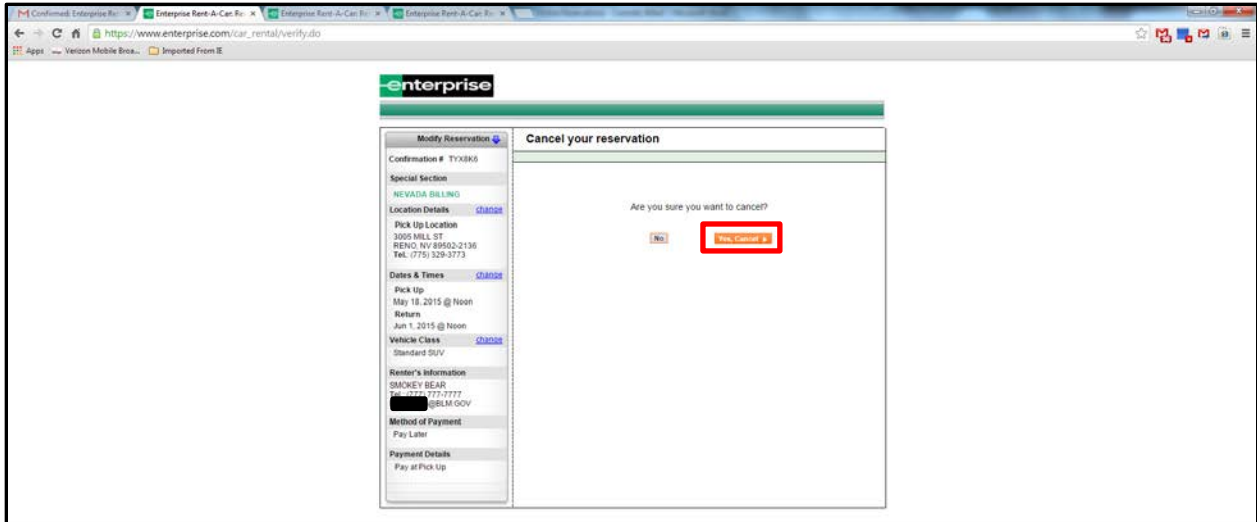 Confirmed: Enterprise Re
Enterprise Rent-A-Car: Re
Enterprise Rent-A-Car: Re
Enterprise Rent-A-Car: Re
https://www.enterprise.com/car_rental/verify.do
Apps
Verizon Mobile Broa...
Imported From IE
enterprise
Modify Reservation
Cancel your reservation
Confirmation # TYX8K6
Special Section
NEVADA BILLING
Location Details change
Pick Up Location
3005 MILL ST
RENO, NV 89502-2136
Tel.: (775) 329-3773
Are you sure you want to cancel?
No
Yes, Cancel
Dates & Times change
Pick Up
May 18, 2015 @ Noon
Return
Jun 1, 2015 @ Noon
Vehicle Class change
Standard SUV
Renter's Information
SMOKEY BEAR
Tel.: (777) 777-7777
@BLM.GOV
Method of Payment
Pay Later
Payment Details
Pay at Pick Up